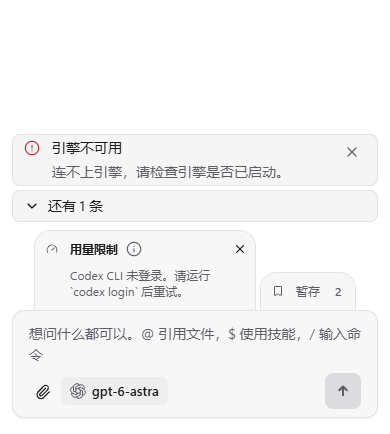 引擎不可用
连不上引擎，请检查引擎是否已启动。
还有 1 条
用量限制
Codex CLI 未登录。请运行
`codex login` 后重试。
暂存 2
想问什么都可以。@ 引用文件，$ 使用技能，/ 输入命
令
gpt-6-astra